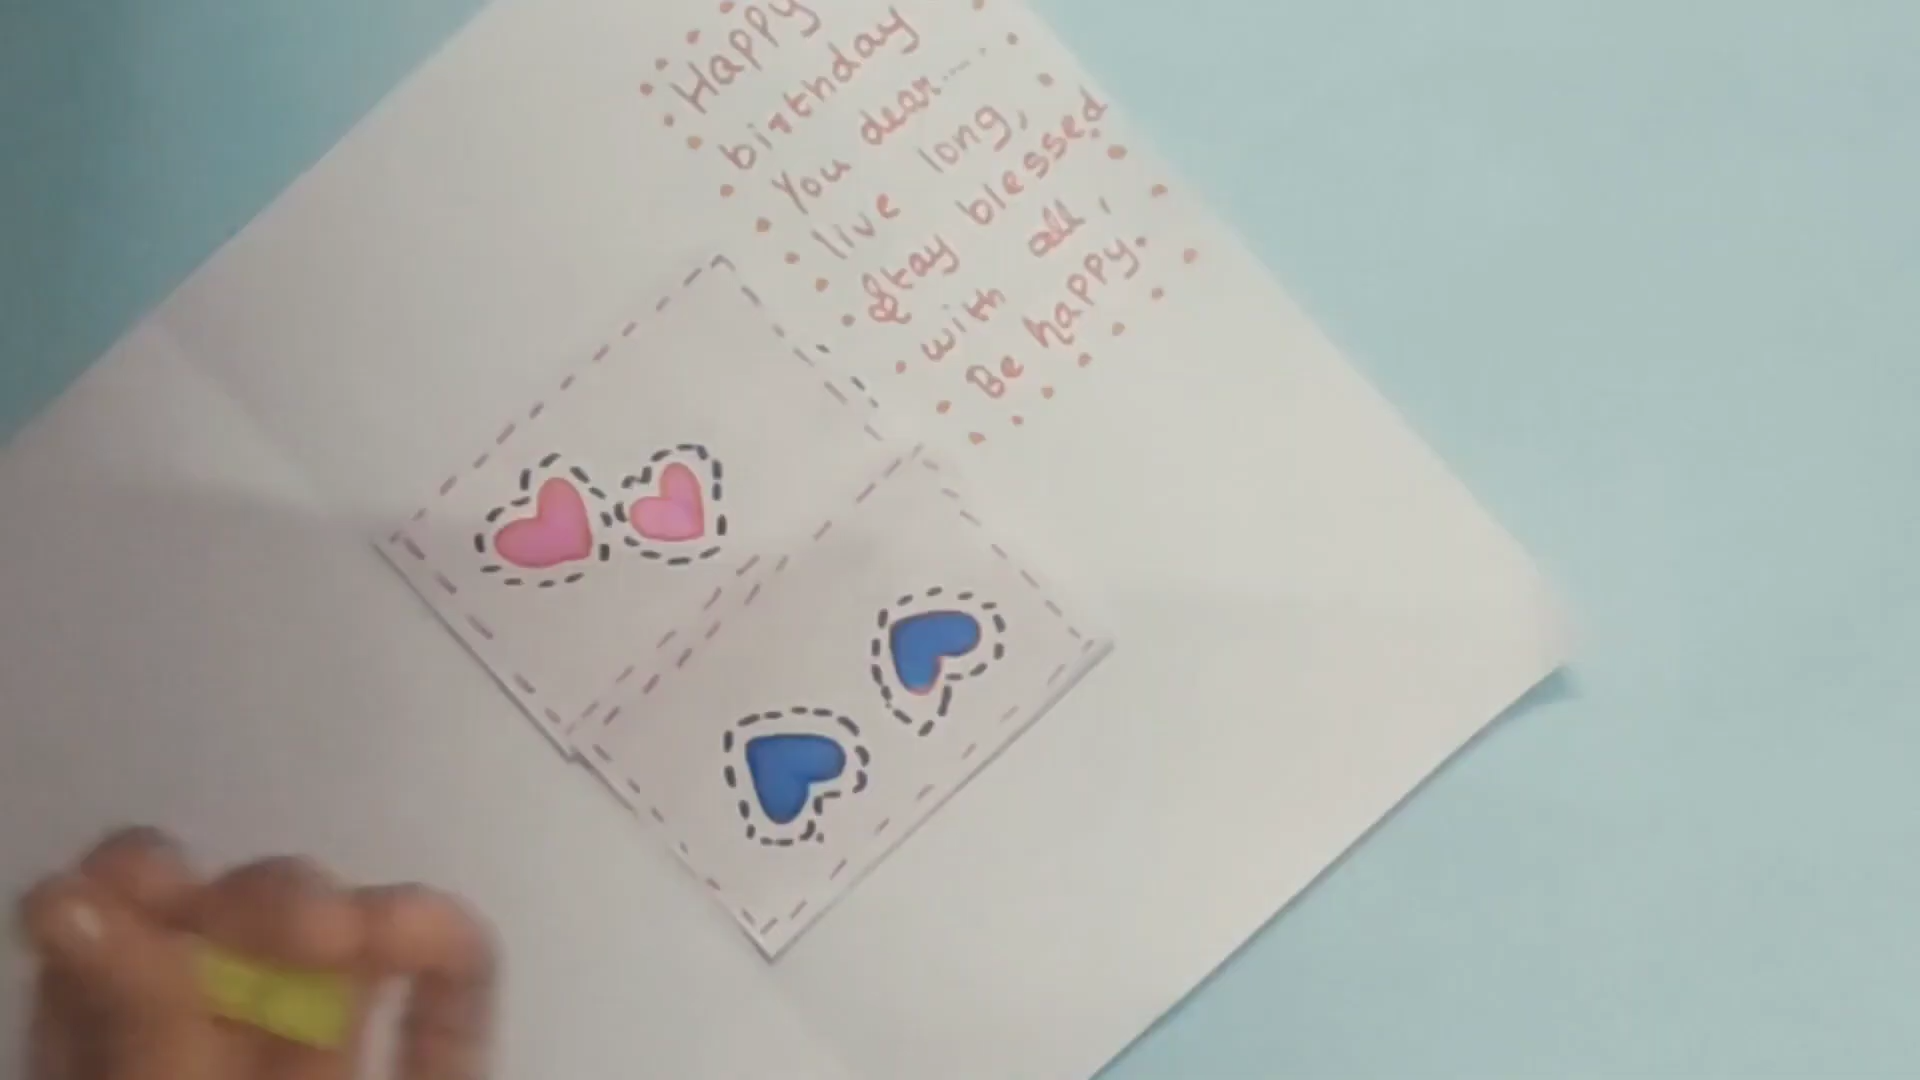 Happy
birthday
You dear....
live long,
Stay blessed
with all,
Be happy.